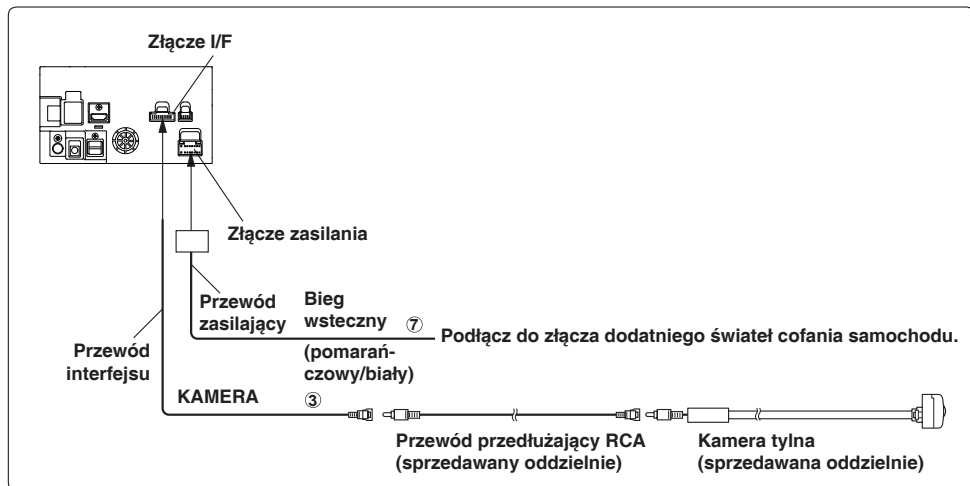 Złącze I/F
Złącze zasilania
Przewód
zasilający
Bieg
wsteczny
⑦
(pomarań-
czowy/biały)
Podłącz do złącza dodatniego świateł cofania samochodu.
Przewód
interfejsu
KAMERA
③
Przewód przedłużający RCA
(sprzedawany oddzielnie)
Kamera tylna
(sprzedawana oddzielnie)